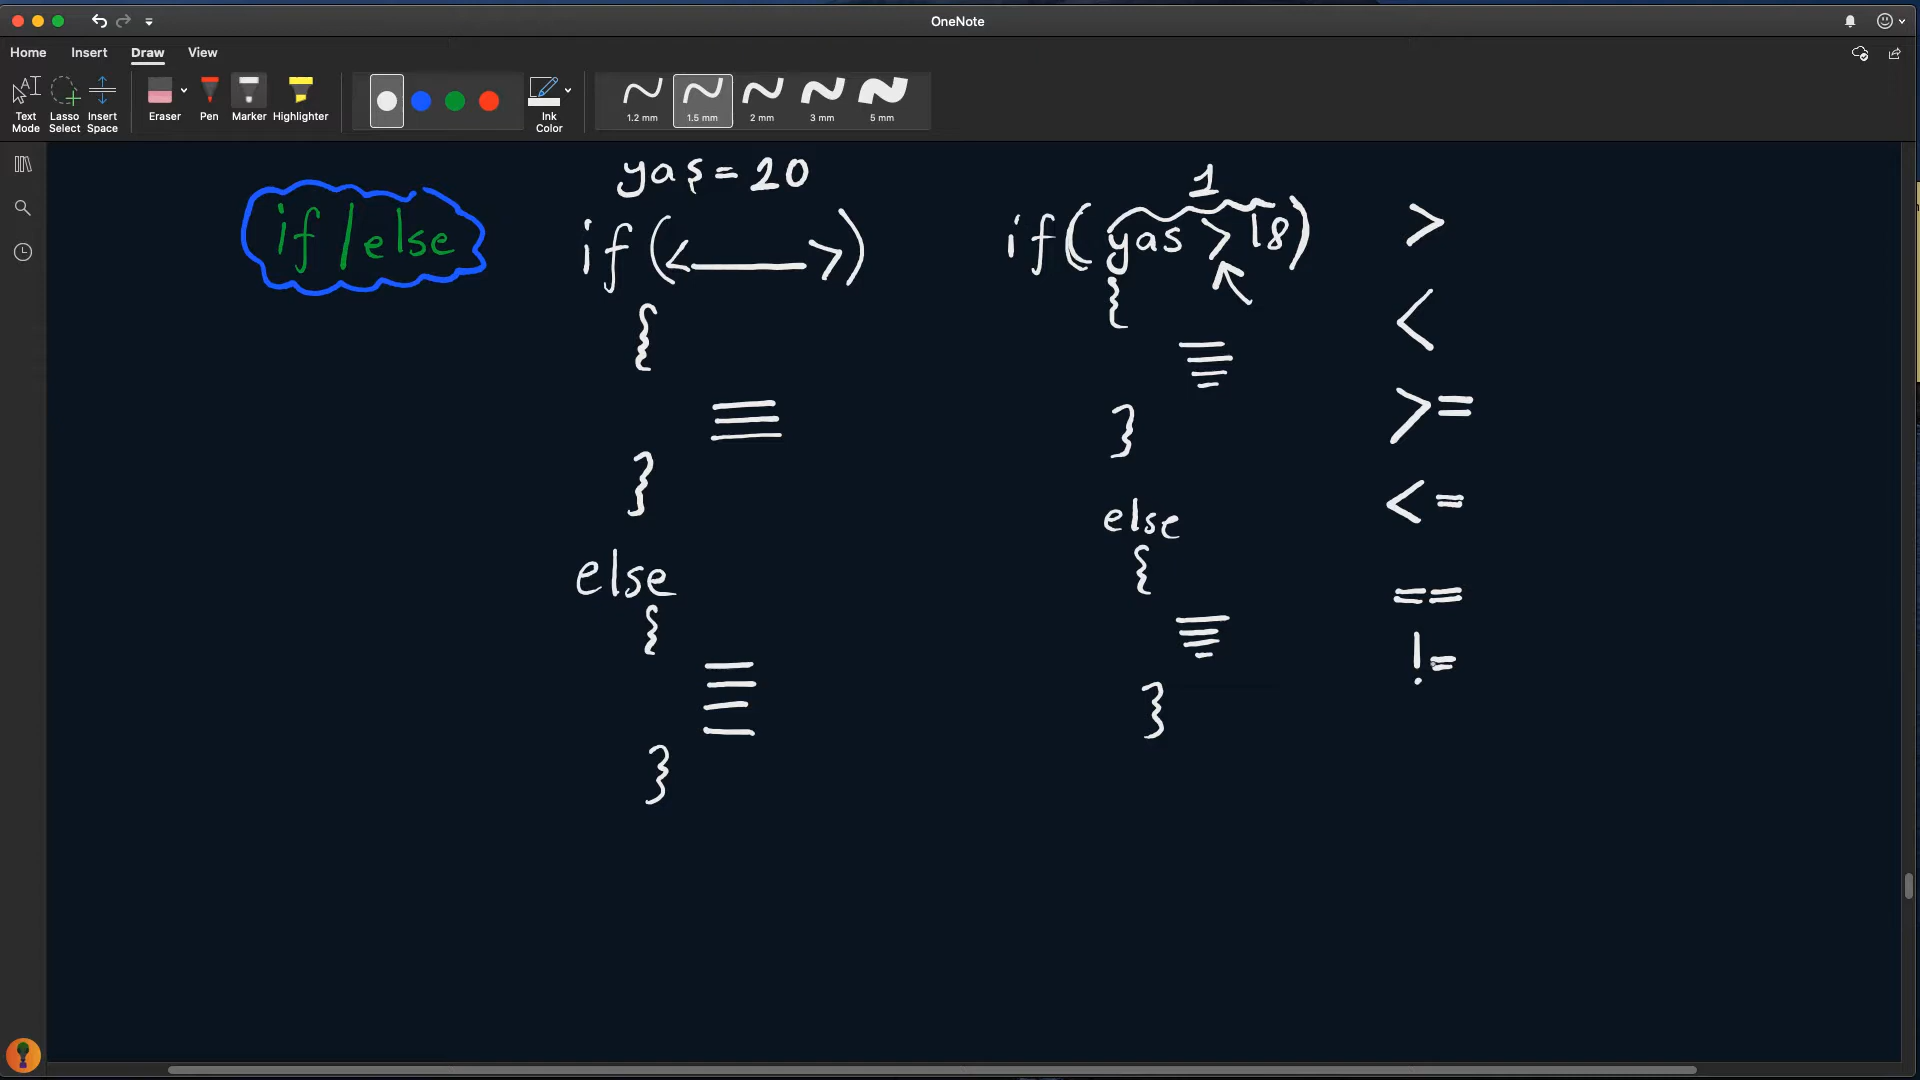 OneNote
Home Insert Draw View
Text Mode
Lasso Select
Insert Space
Eraser
Pen
Marker
Highlighter
Ink Color
1.2 mm
1.5 mm
2 mm
3 mm
5 mm
if/else
yaş = 20
if (< >)
{
}
else
{
}
1
if( yas > 18)
{
}
else
{
}
>
<
>=
<=
==
!=